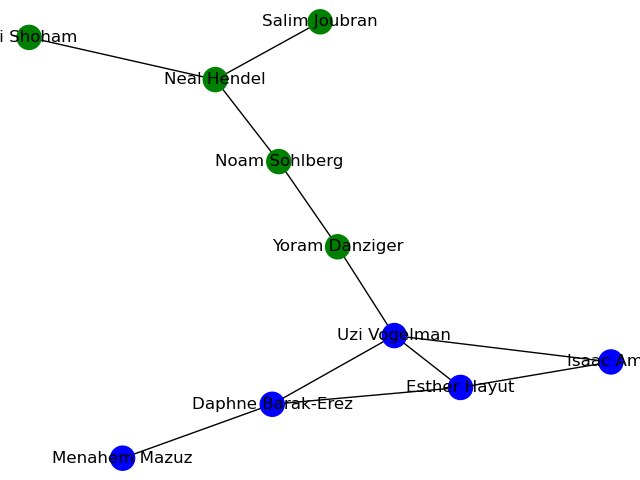 Salim Joubran
i Shoham
Neal Hendel
Noam Sohlberg
Yoram Danziger
Uzi Vogelman
Isaac Am
Esther Hayut
Daphne Barak-Erez
Menahem Mazuz